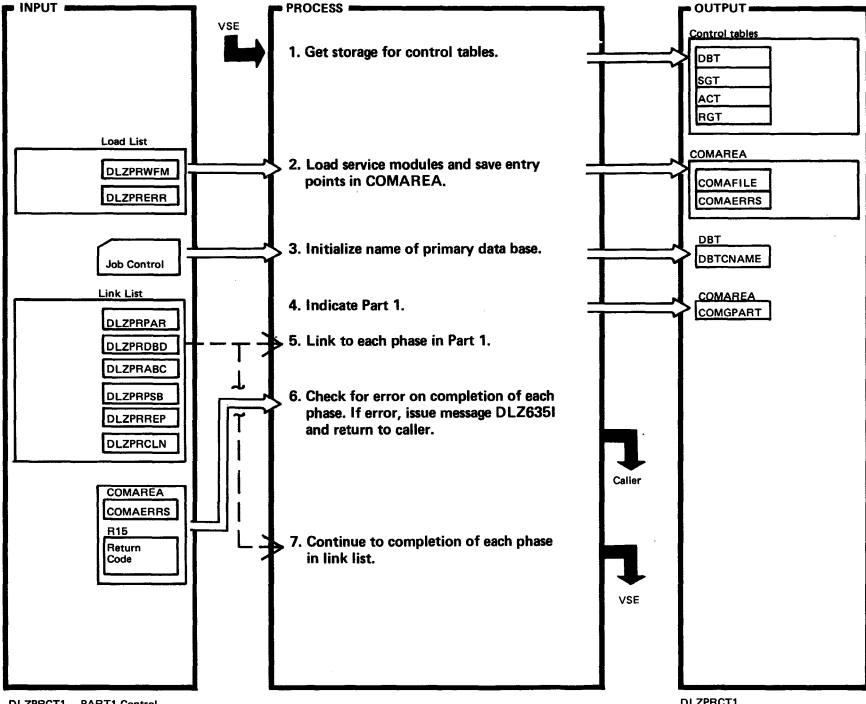 INPUT
PROCESS
OUTPUT
VSE
1. Get storage for control tables.
Control tables
DBT
SGT
ACT
RGT
Load List
DLZPRWFM
DLZPRERR
2. Load service modules and save entry
points in COMAREA.
COMAREA
COMAFILE
COMAERRS
Job Control
3. Initialize name of primary data base.
DBT
DBTCNAME
Link List
DLZPRPAR
DLZPRDBD
DLZPRABC
DLZPRPSB
DLZPRREP
DLZPRCLN
4. Indicate Part 1.
COMAREA
COMGPART
5. Link to each phase in Part 1.
6. Check for error on completion of each
phase. If error, issue message DLZ635I
and return to caller.
Caller
COMAREA
COMAERRS
R15
Return
Code
7. Continue to completion of each phase
in link list.
VSE
DLZPRCT1 PART1 Control
DLZPRCT1